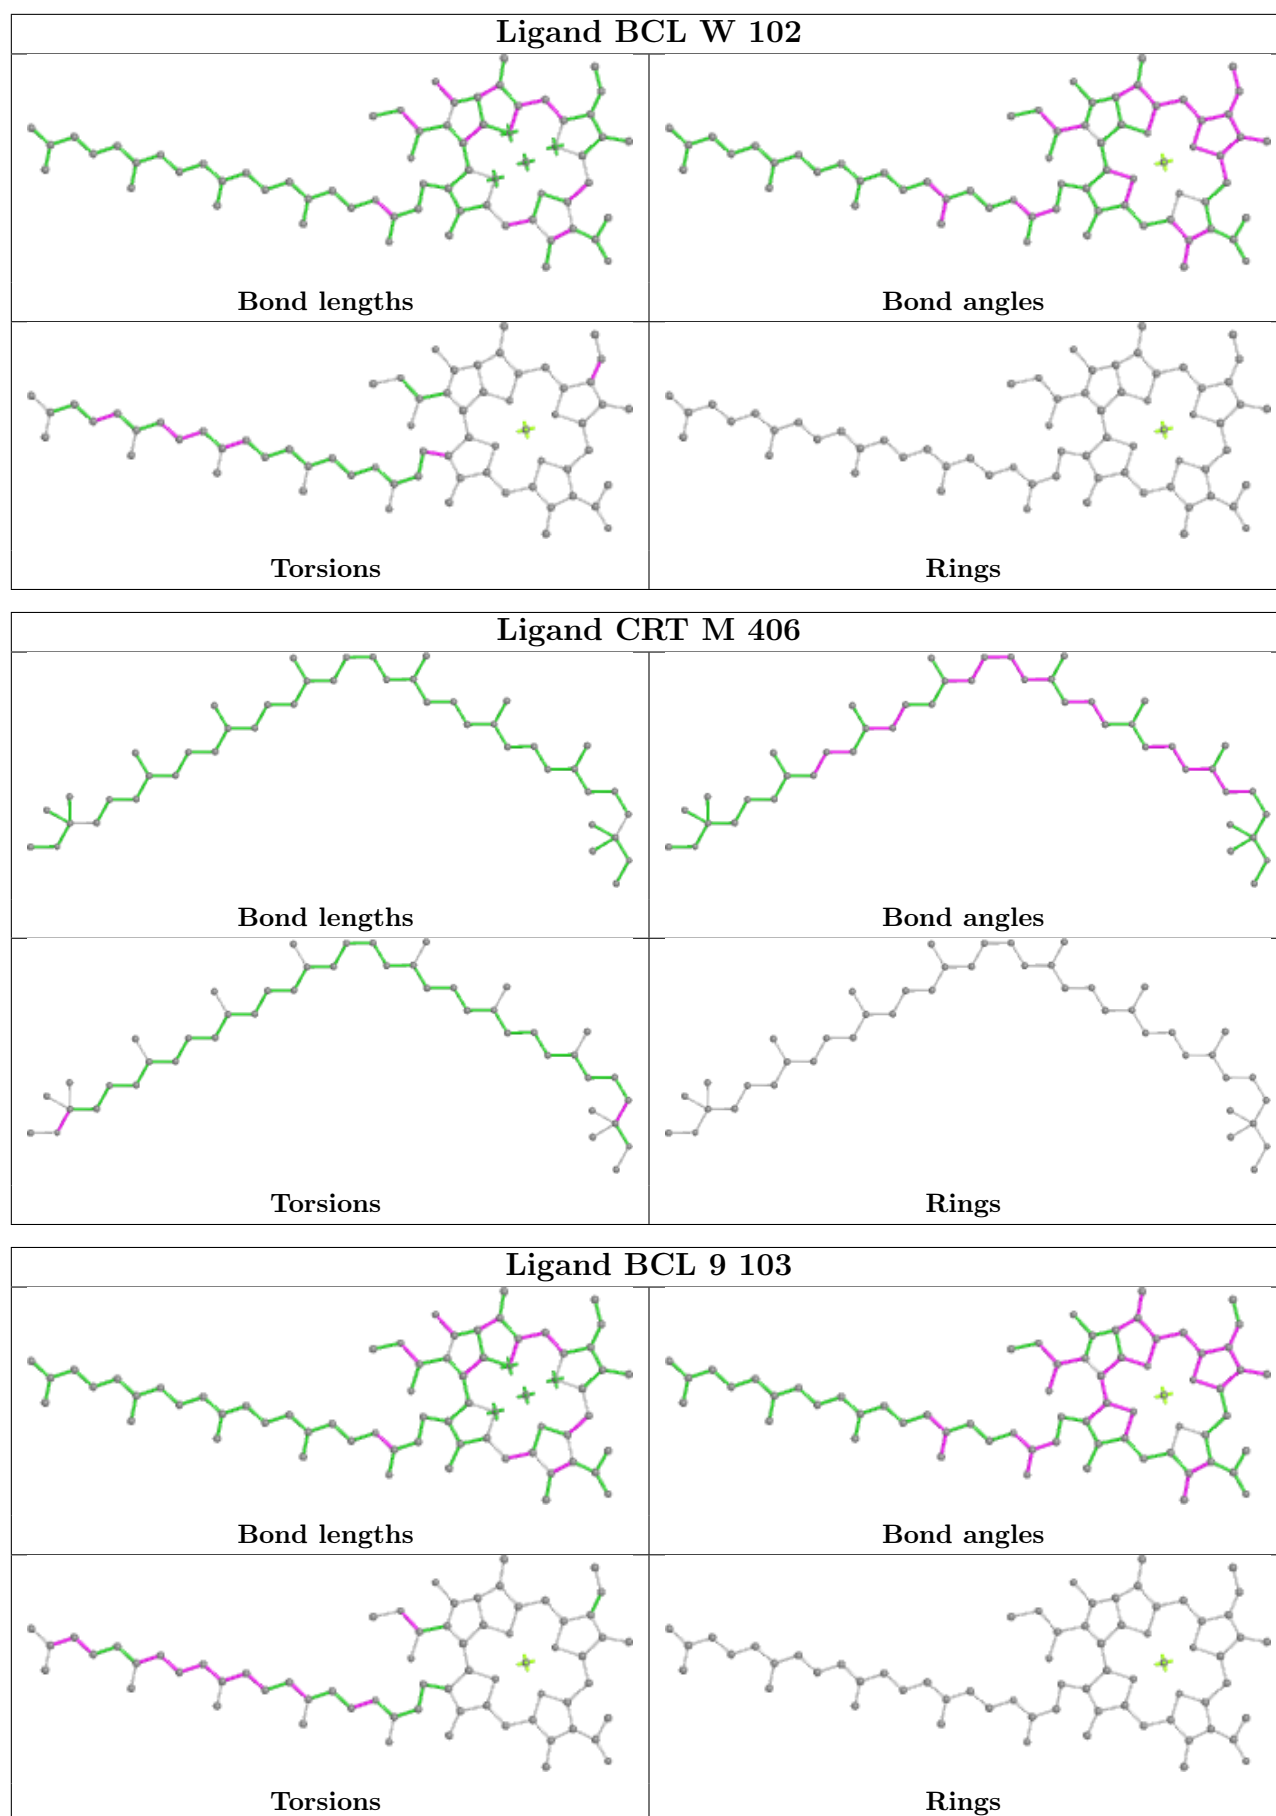 Ligand BCL W 102
Bond lengths
Bond angles
Torsions
Rings
Ligand CRT M 406
Bond lengths
Bond angles
Torsions
Rings
Ligand BCL 9 103
Bond lengths
Bond angles
Torsions
Rings